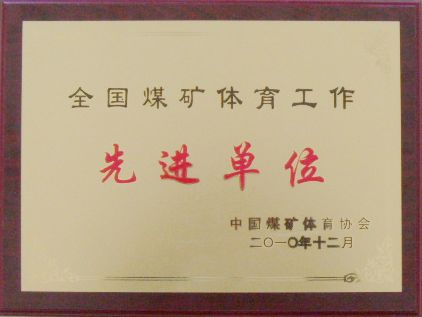 全国煤矿体育工作
先进单位
中国煤矿体育协会
二〇一〇年十二月